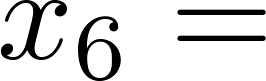 x₆ =